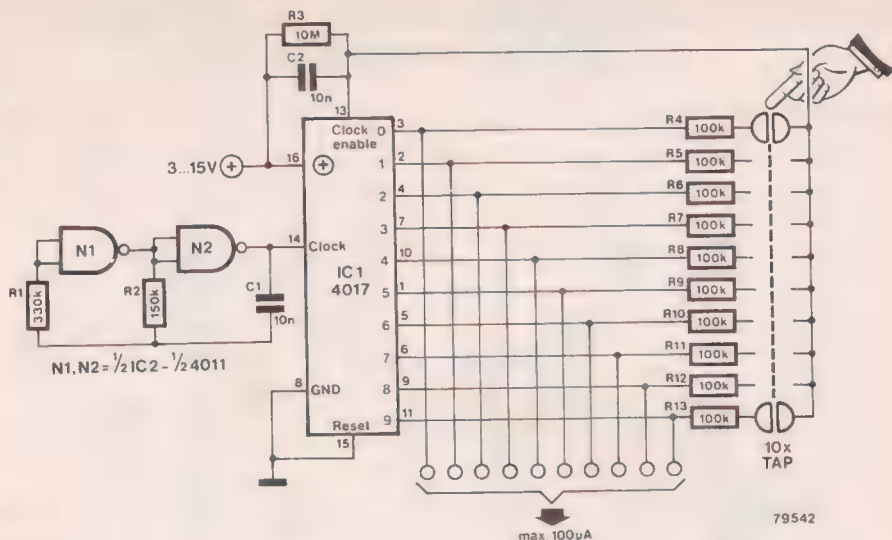 R3
10M
C2
10n
13
Clock enable
0
3
R4
100k
3...15V
+
16
+
1
2
R5
100k
2
4
R6
100k
3
7
R7
100k
N1
N2
14
Clock
4
10
R8
100k
R1
330k
R2
150k
C1
10n
IC1
4017
5
1
R9
100k
6
5
R10
100k
7
6
R11
100k
N1, N2 = ½ IC2 - ½ 4011
8
GND
8
9
R12
100k
9
11
R13
100k
Reset
15
10x
TAP
max 100µA
79542